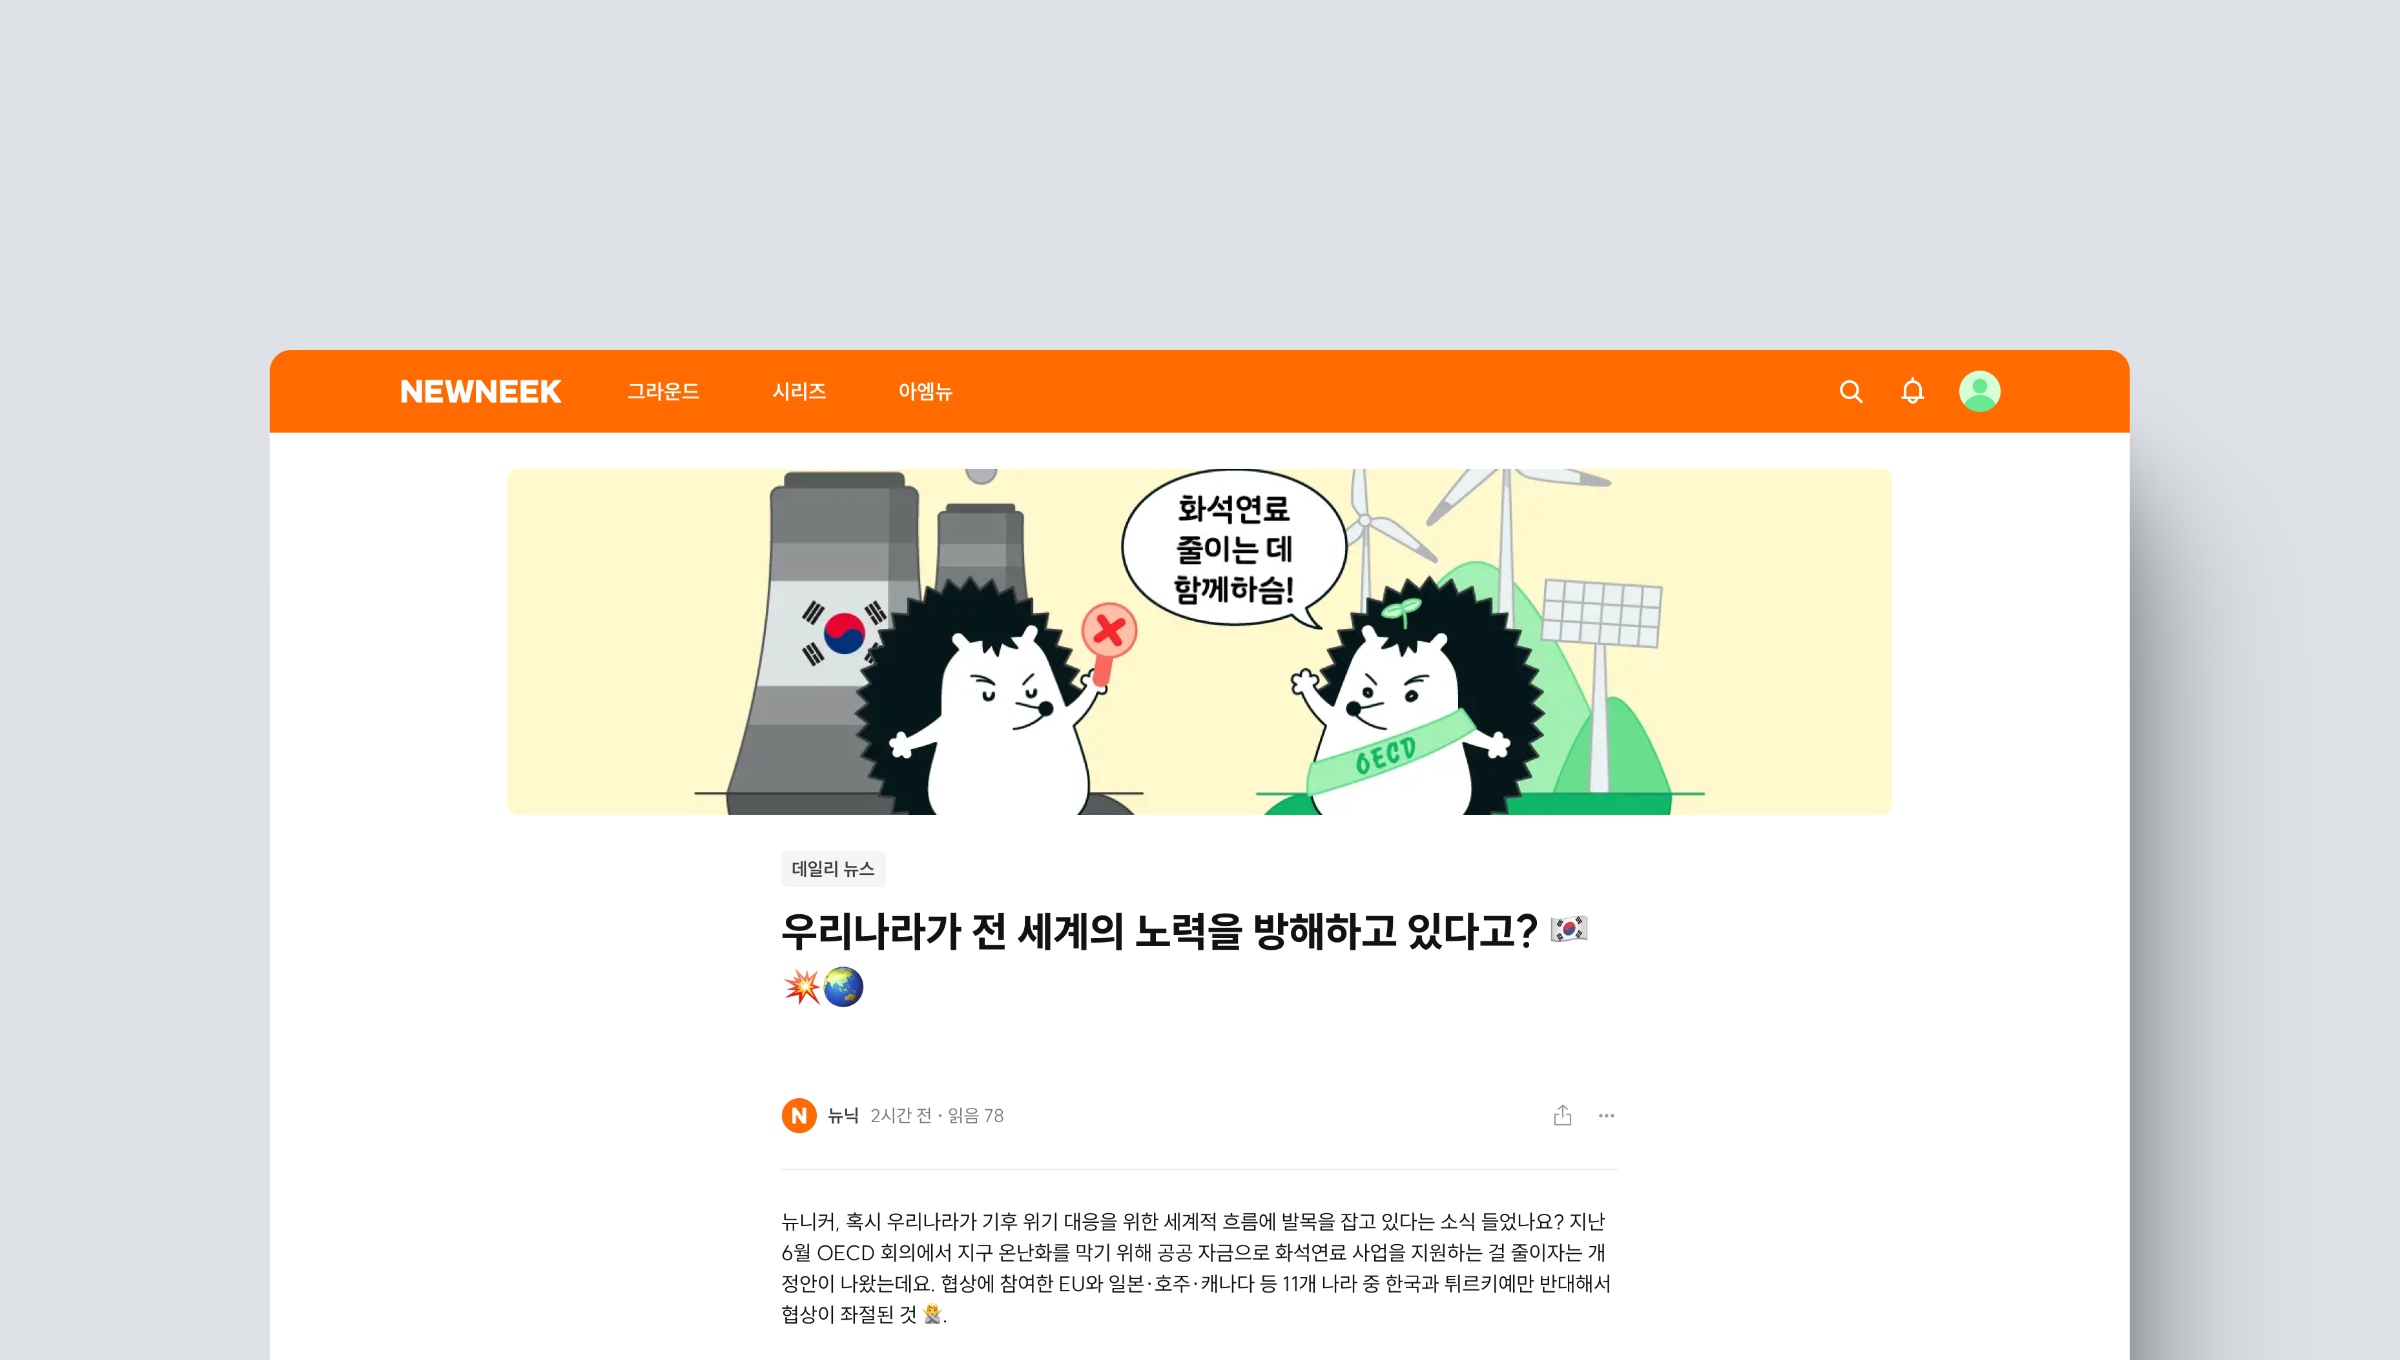 NEWNEEK 그라운드 시리즈 아엠뉴
화석연료
줄이는 데
함께하슴!
OECD
데일리 뉴스
우리나라가 전 세계의 노력을 방해하고 있다고? 🇰🇷
💥🌏
N 뉴닉 2시간 전 · 읽음 78
뉴니커, 혹시 우리나라가 기후 위기 대응을 위한 세계적 흐름에 발목을 잡고 있다는 소식 들었나요? 지난
6월 OECD 회의에서 지구 온난화를 막기 위해 공공 자금으로 화석연료 사업을 지원하는 걸 줄이자는 개
정안이 나왔는데요. 협상에 참여한 EU와 일본·호주·캐나다 등 11개 나라 중 한국과 튀르키예만 반대해서
협상이 좌절된 것 🙅.